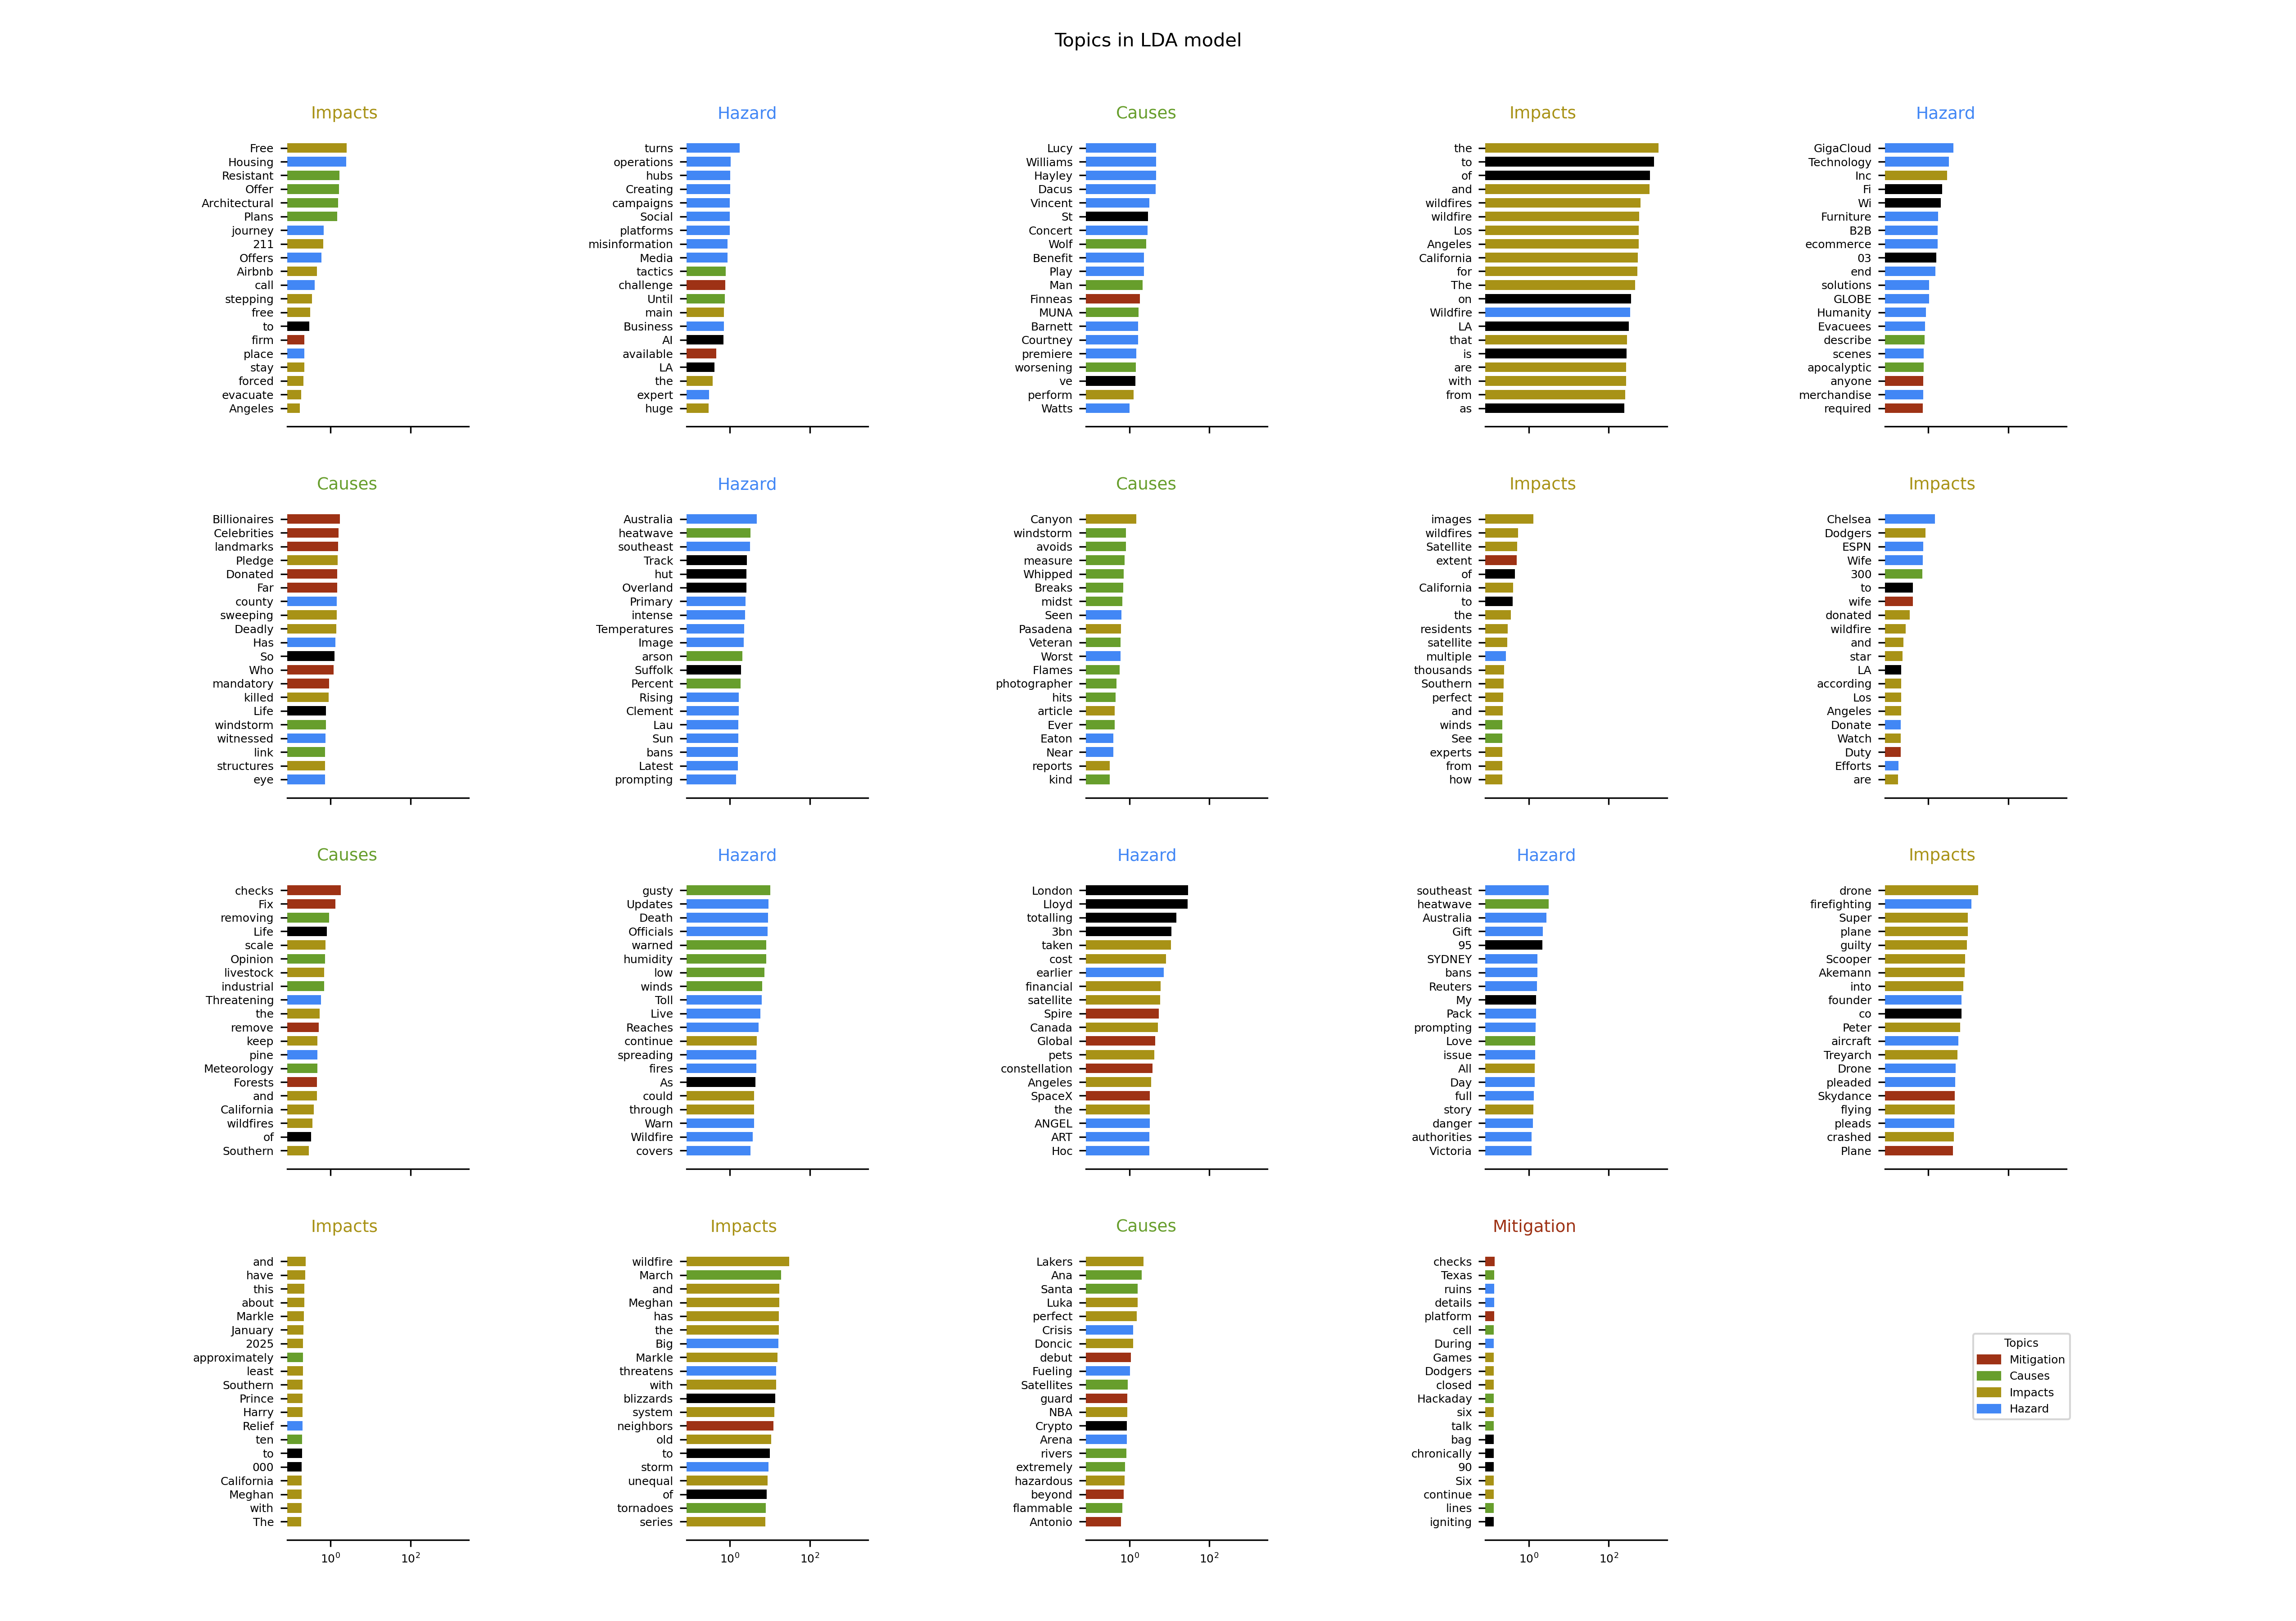 Topics in LDA model
Impacts
Free
Housing
Resistant
Offer
Architectural
Plans
journey
211
Offers
Airbnb
call
stepping
free
to
firm
place
stay
forced
evacuate
Angeles
Hazard
turns
operations
hubs
Creating
campaigns
Social
platforms
misinformation
Media
tactics
challenge
Until
main
Business
AI
available
LA
the
expert
huge
Causes
Lucy
Williams
Hayley
Dacus
Vincent
St
Concert
Wolf
Benefit
Play
Man
Finneas
MUNA
Barnett
Courtney
premiere
worsening
ve
perform
Watts
Impacts
the
to
of
and
wildfires
wildfire
Los
Angeles
California
for
The
on
Wildfire
LA
that
is
are
with
from
as
Hazard
GigaCloud
Technology
Inc
Fi
Wi
Furniture
B2B
ecommerce
03
end
solutions
GLOBE
Humanity
Evacuees
describe
scenes
apocalyptic
anyone
merchandise
required
Causes
Billionaires
Celebrities
landmarks
Pledge
Donated
Far
county
sweeping
Deadly
Has
So
Who
mandatory
killed
Life
windstorm
witnessed
link
structures
eye
Hazard
Australia
heatwave
southeast
Track
hut
Overland
Primary
intense
Temperatures
Image
arson
Suffolk
Percent
Rising
Clement
Lau
Sun
bans
Latest
prompting
Causes
Canyon
windstorm
avoids
measure
Whipped
Breaks
midst
Seen
Pasadena
Veteran
Worst
Flames
photographer
hits
article
Ever
Eaton
Near
reports
kind
Impacts
images
wildfires
Satellite
extent
of
California
to
the
residents
satellite
multiple
thousands
Southern
perfect
and
winds
See
experts
from
how
Impacts
Chelsea
Dodgers
ESPN
Wife
300
to
wife
donated
wildfire
and
star
LA
according
Los
Angeles
Donate
Watch
Duty
Efforts
are
Causes
checks
Fix
removing
Life
scale
Opinion
livestock
industrial
Threatening
the
remove
keep
pine
Meteorology
Forests
and
California
wildfires
of
Southern
Hazard
gusty
Updates
Death
Officials
warned
humidity
low
winds
Toll
Live
Reaches
continue
spreading
fires
As
could
through
Warn
Wildfire
covers
Hazard
London
Lloyd
totalling
3bn
taken
cost
earlier
financial
satellite
Spire
Canada
Global
pets
constellation
Angeles
SpaceX
the
ANGEL
ART
Hoc
Hazard
southeast
heatwave
Australia
Gift
95
SYDNEY
bans
Reuters
My
Pack
prompting
Love
issue
All
Day
full
story
danger
authorities
Victoria
Impacts
drone
firefighting
Super
plane
guilty
Scooper
Akemann
into
founder
co
Peter
aircraft
Treyarch
Drone
pleaded
Skydance
flying
pleads
crashed
Plane
Impacts
and
have
this
about
Markle
January
2025
approximately
least
Southern
Prince
Harry
Relief
ten
to
000
California
Meghan
with
The
10⁰ 10²
Impacts
wildfire
March
and
Meghan
has
the
Big
Markle
threatens
with
blizzards
system
neighbors
old
to
storm
unequal
of
tornadoes
series
10⁰ 10²
Causes
Lakers
Ana
Santa
Luka
perfect
Crisis
Doncic
debut
Fueling
Satellites
guard
NBA
Crypto
Arena
rivers
extremely
hazardous
beyond
flammable
Antonio
10⁰ 10²
Mitigation
checks
Texas
ruins
details
platform
cell
During
Games
Dodgers
closed
Hackaday
six
talk
bag
chronically
90
Six
continue
lines
igniting
10⁰ 10²
Topics
Mitigation
Causes
Impacts
Hazard